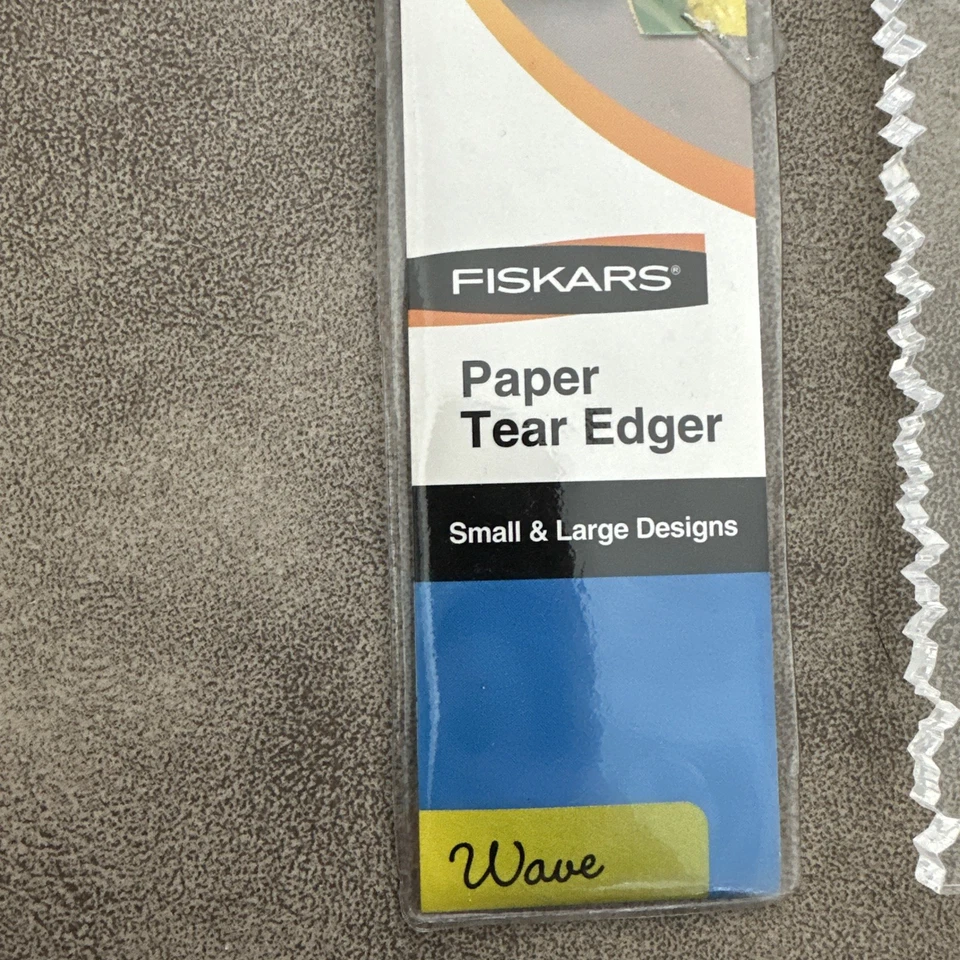 FISKARS®
Paper
Tear Edger
Small & Large Designs
Wave